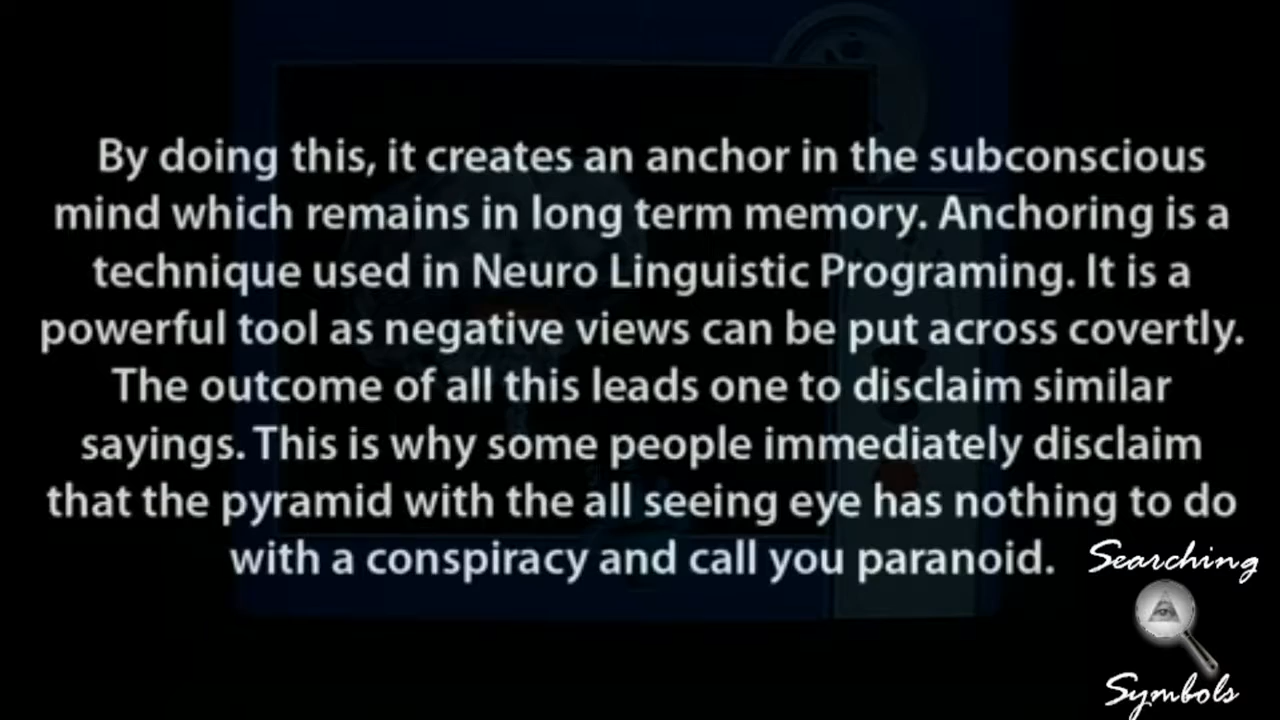 By doing this, it creates an anchor in the subconscious
mind which remains in long term memory. Anchoring is a
technique used in Neuro Linguistic Programing. It is a
powerful tool as negative views can be put across covertly.
The outcome of all this leads one to disclaim similar
sayings. This is why some people immediately disclaim
that the pyramid with the all seeing eye has nothing to do
with a conspiracy and call you paranoid.
Searching
Symbols